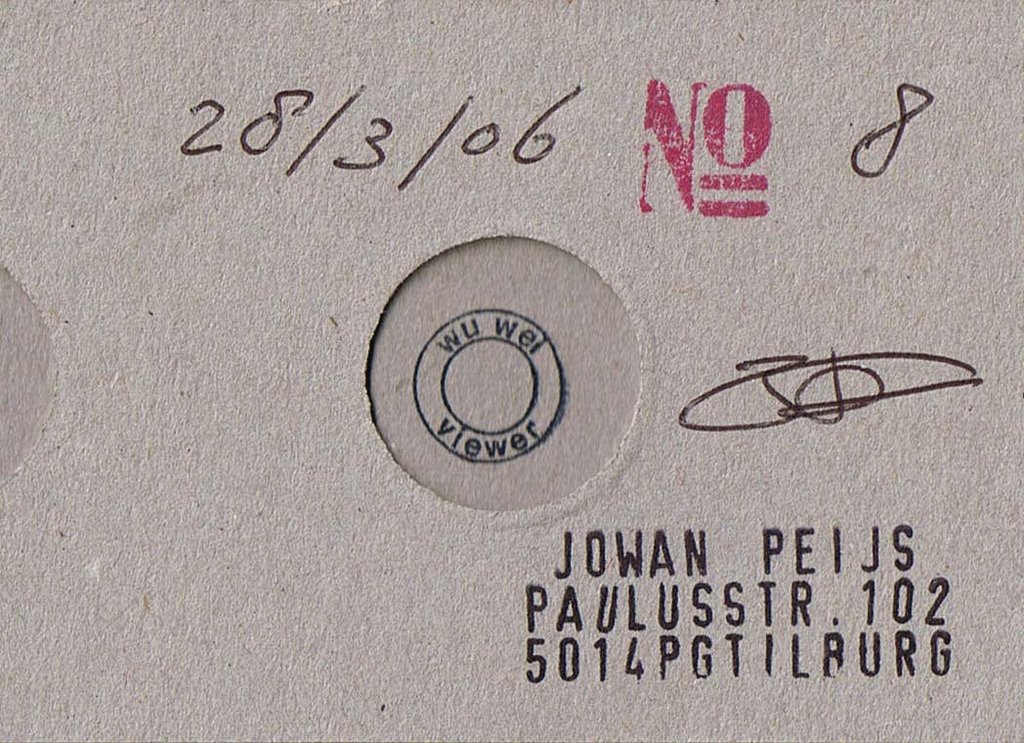 28/3/06 No 8
wu wei
viewer
JOWAN PEIJS
PAULUSSTR.102
5014PGTILBURG